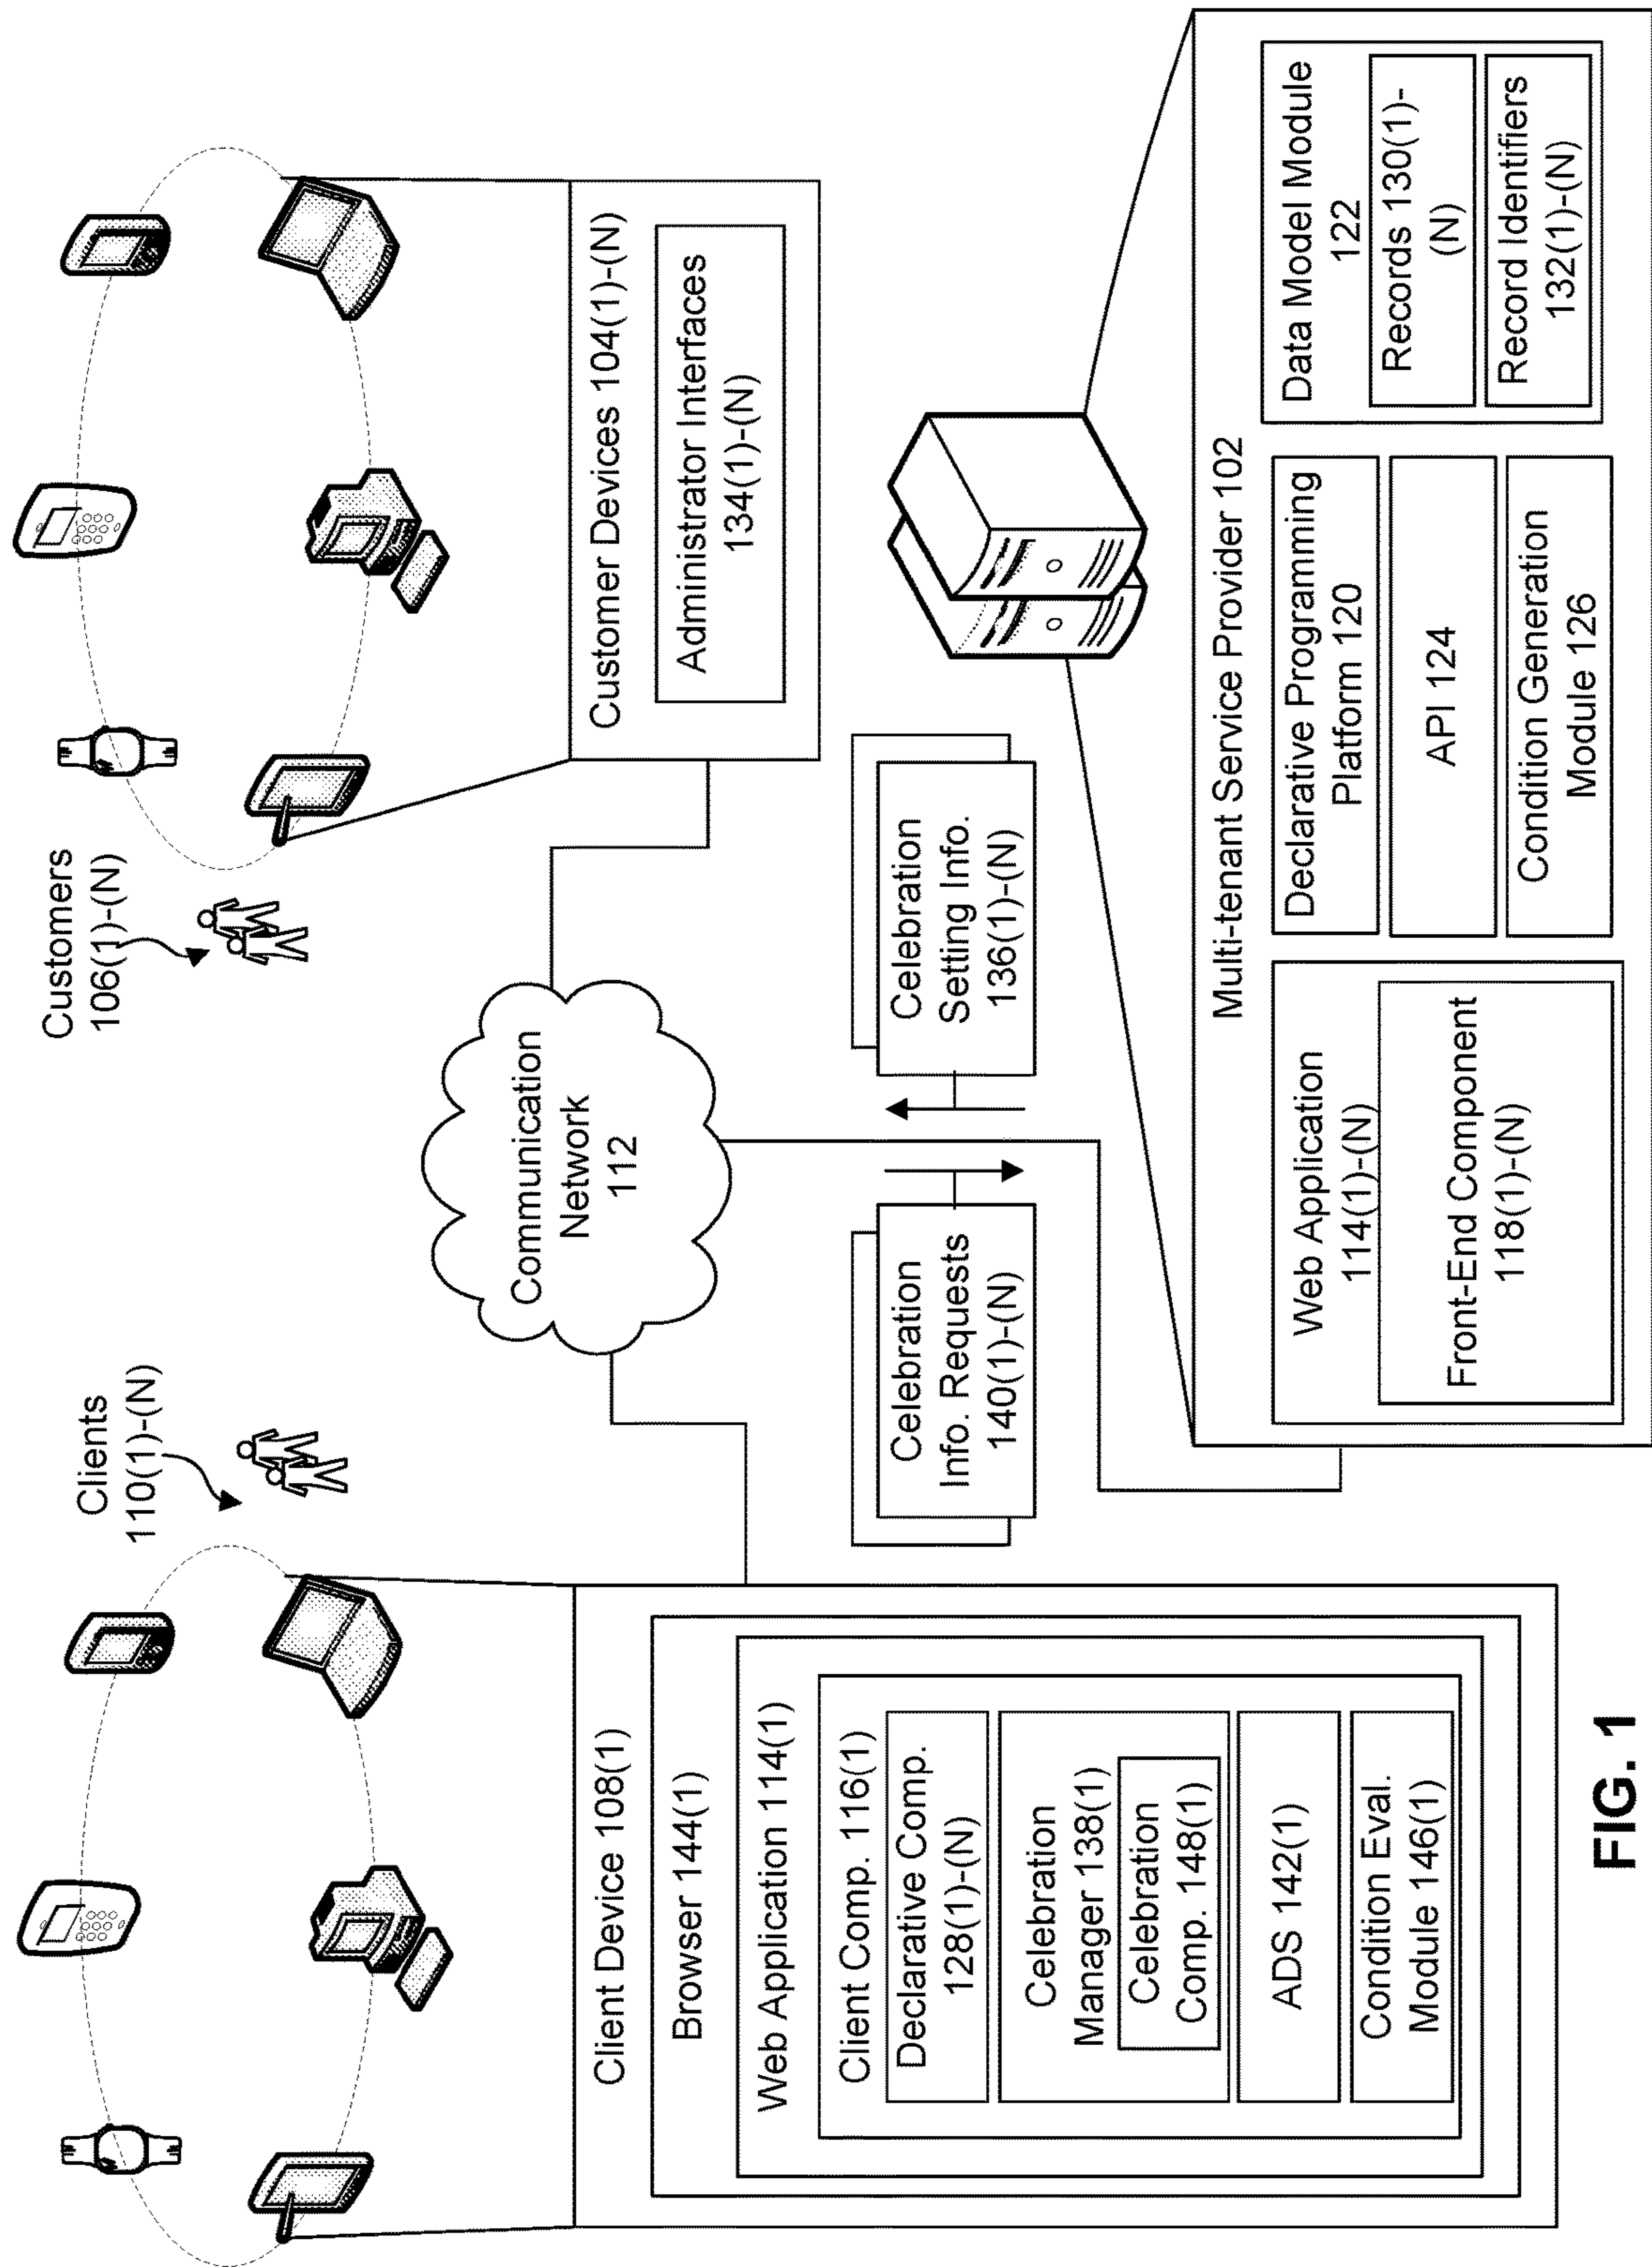 Clients
110(1)-(N)
Customers
106(1)-(N)
Communication
Network
112
Client Device 108(1)
Browser 144(1)
Web Application 114(1)
Client Comp. 116(1)
Declarative Comp.
128(1)-(N)
Celebration
Manager 138(1)
Celebration
Comp. 148(1)
ADS 142(1)
Condition Eval.
Module 146(1)
Customer Devices 104(1)-(N)
Administrator Interfaces
134(1)-(N)
Celebration
Info. Requests
140(1)-(N)
Celebration
Setting Info.
136(1)-(N)
Multi-tenant Service Provider 102
Web Application
114(1)-(N)
Front-End Component
118(1)-(N)
Declarative Programming
Platform 120
API 124
Condition Generation
Module 126
Data Model Module
122
Records 130(1)-
(N)
Record Identifiers
132(1)-(N)
FIG. 1